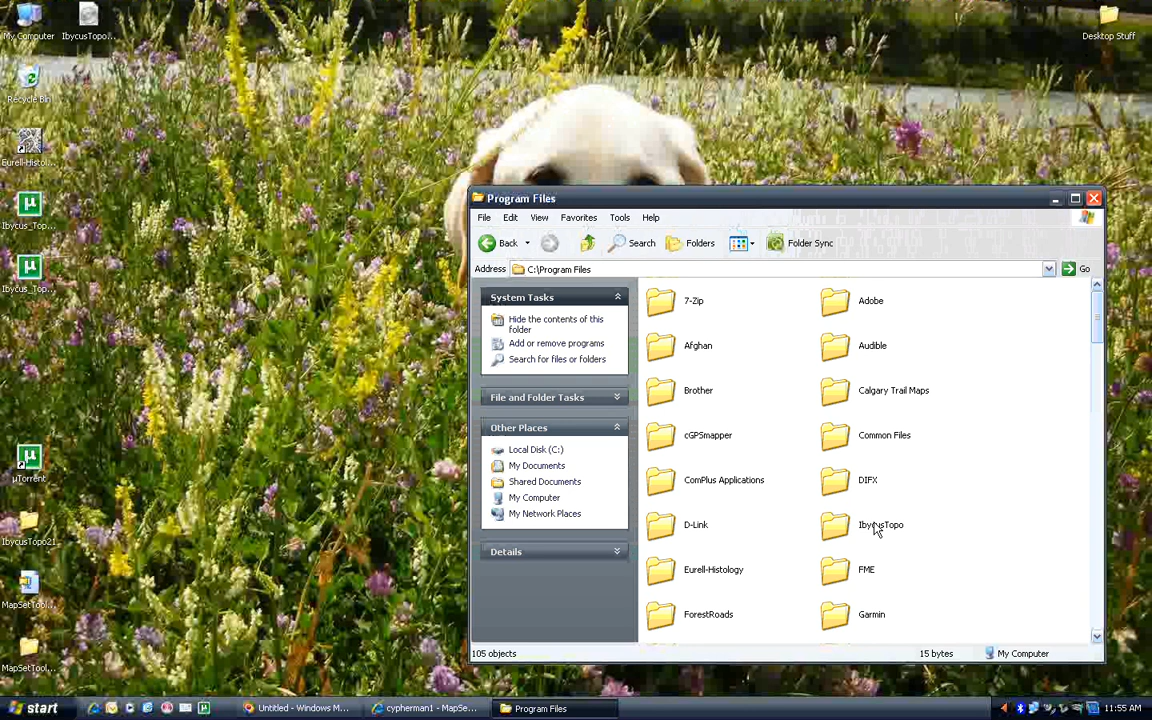 My Computer
IbycusTopo...
Desktop Stuff
Recycle Bin
Eurell-Histol...
Ibycus_Top...
Ibycus_Top...
µTorrent
IbycusTopo21...
MapSetTool...
MapSetTool...
Program Files
File Edit View Favorites Tools Help
Back Search Folders Folder Sync
Address C:\Program Files Go
System Tasks
Hide the contents of this
folder
Add or remove programs
Search for files or folders
File and Folder Tasks
Other Places
Local Disk (C:)
My Documents
Shared Documents
My Computer
My Network Places
Details
7-Zip Adobe
Afghan Audible
Brother Calgary Trail Maps
cGPSmapper Common Files
ComPlus Applications DIFX
D-Link IbycusTopo
Eurell-Histology FME
ForestRoads Garmin
105 objects 15 bytes My Computer
start Untitled - Windows M... cypherman1 - MapSe... Program Files 11:55 AM